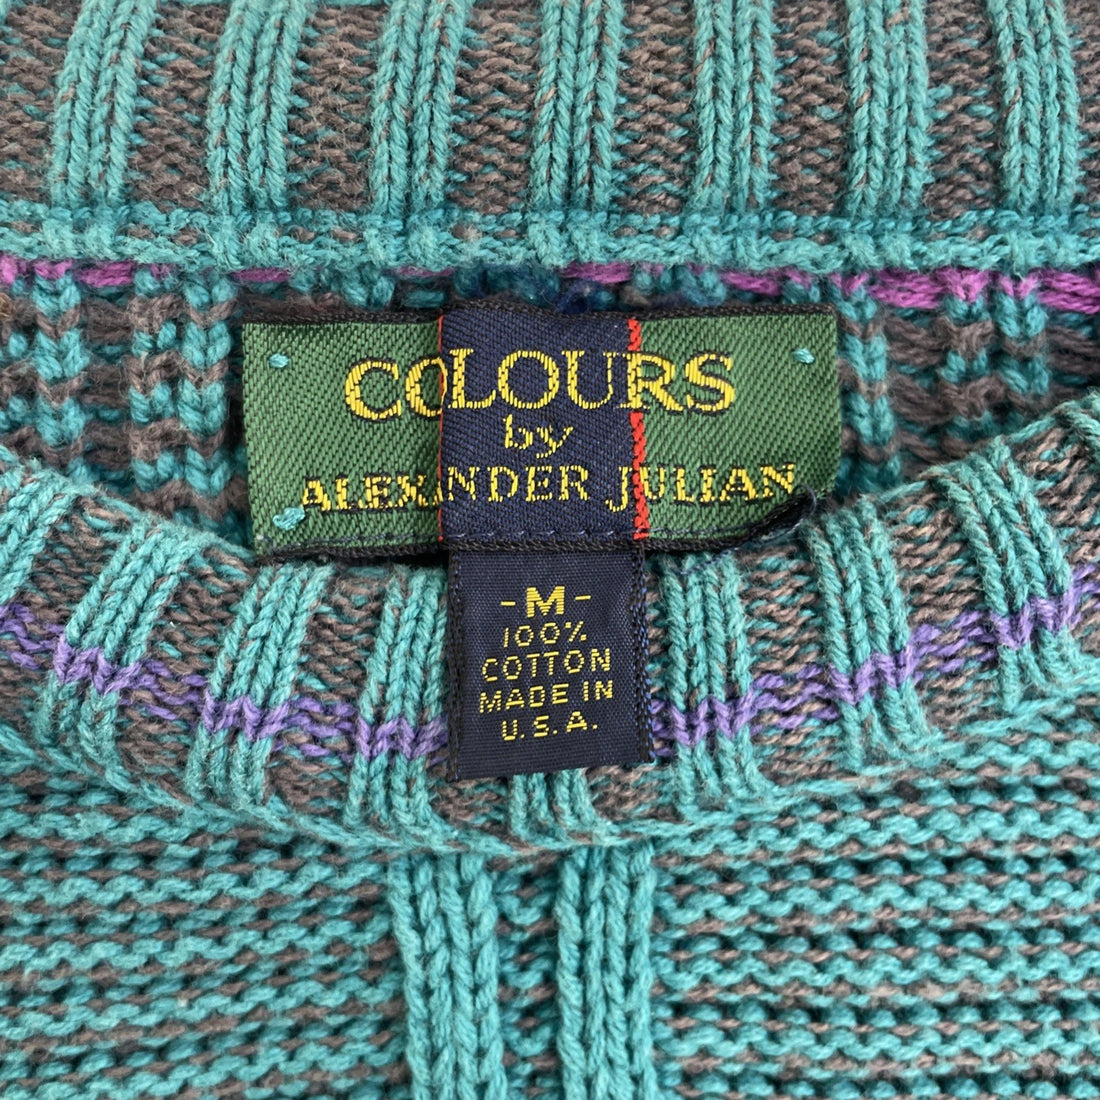 COLOURS
by
ALEXANDER JULIAN
-M-
100%
COTTON
MADE IN
U.S.A.